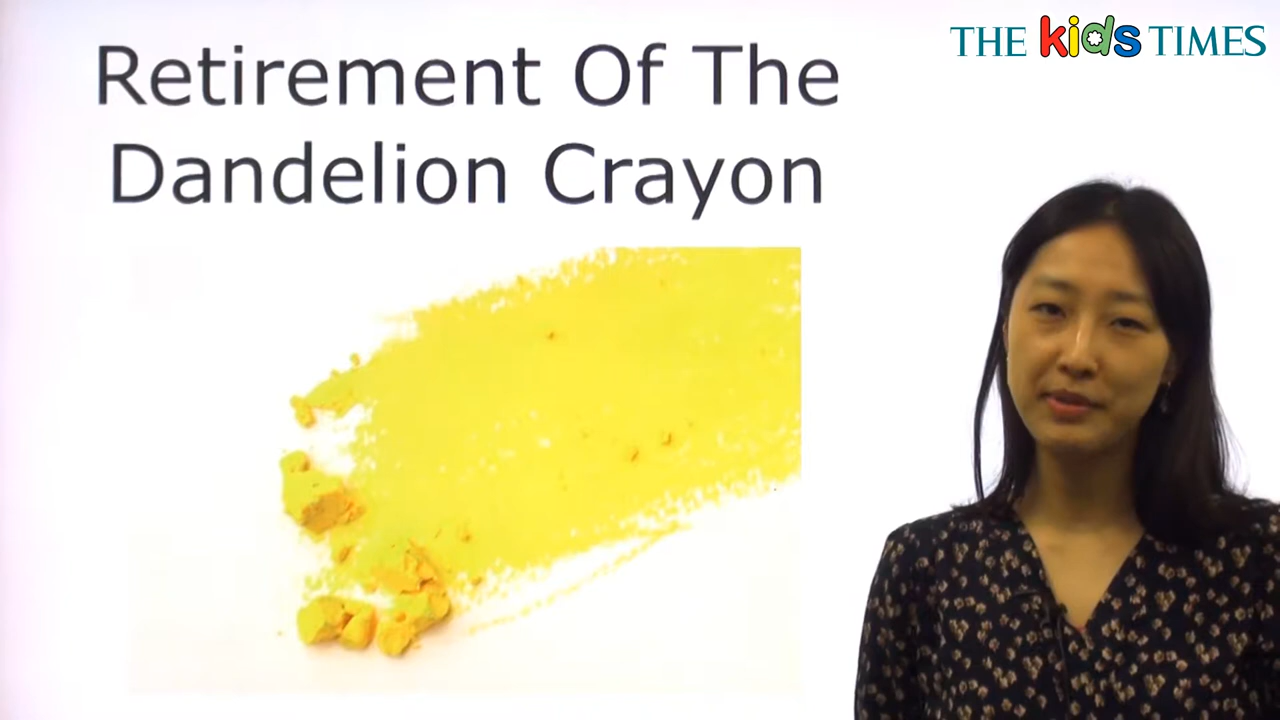 THE kids TIMES
Retirement Of The
Dandelion Crayon